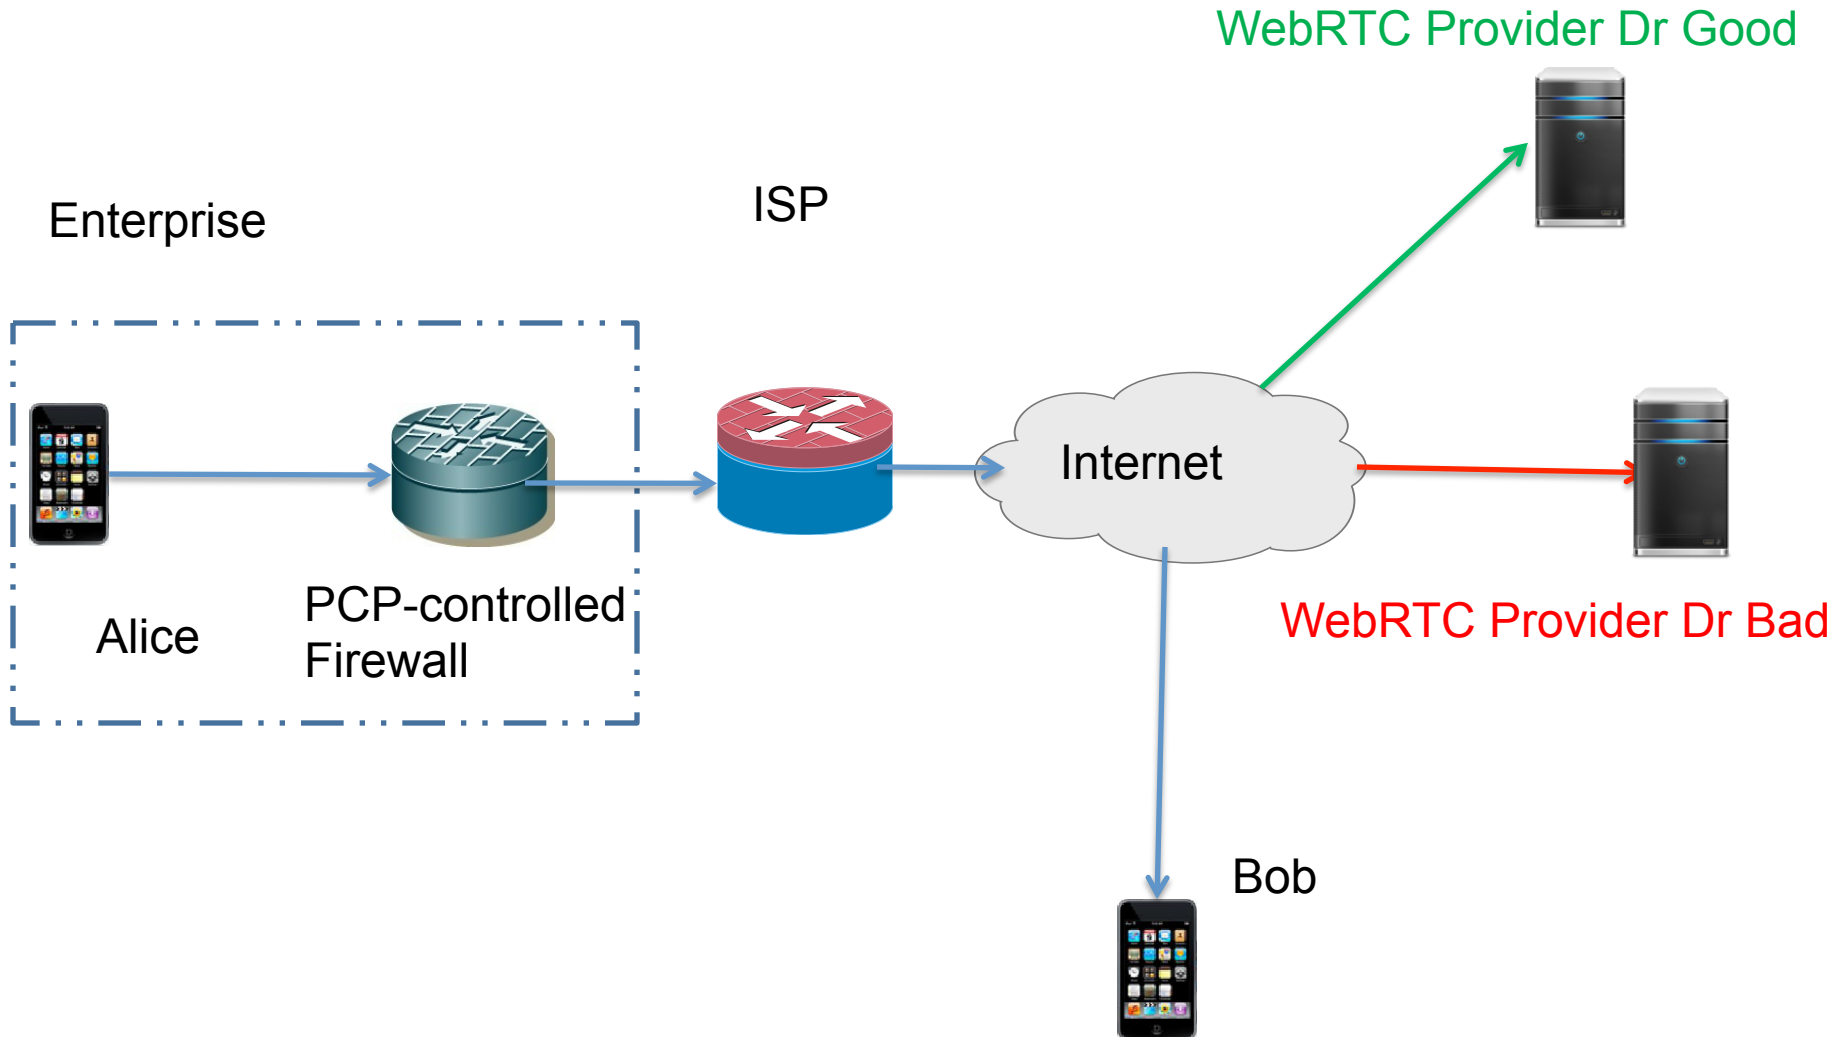 WebRTC Provider Dr Good
ISP
Enterprise
Internet
PCP-controlled
Firewall
Alice
WebRTC Provider Dr Bad
Bob